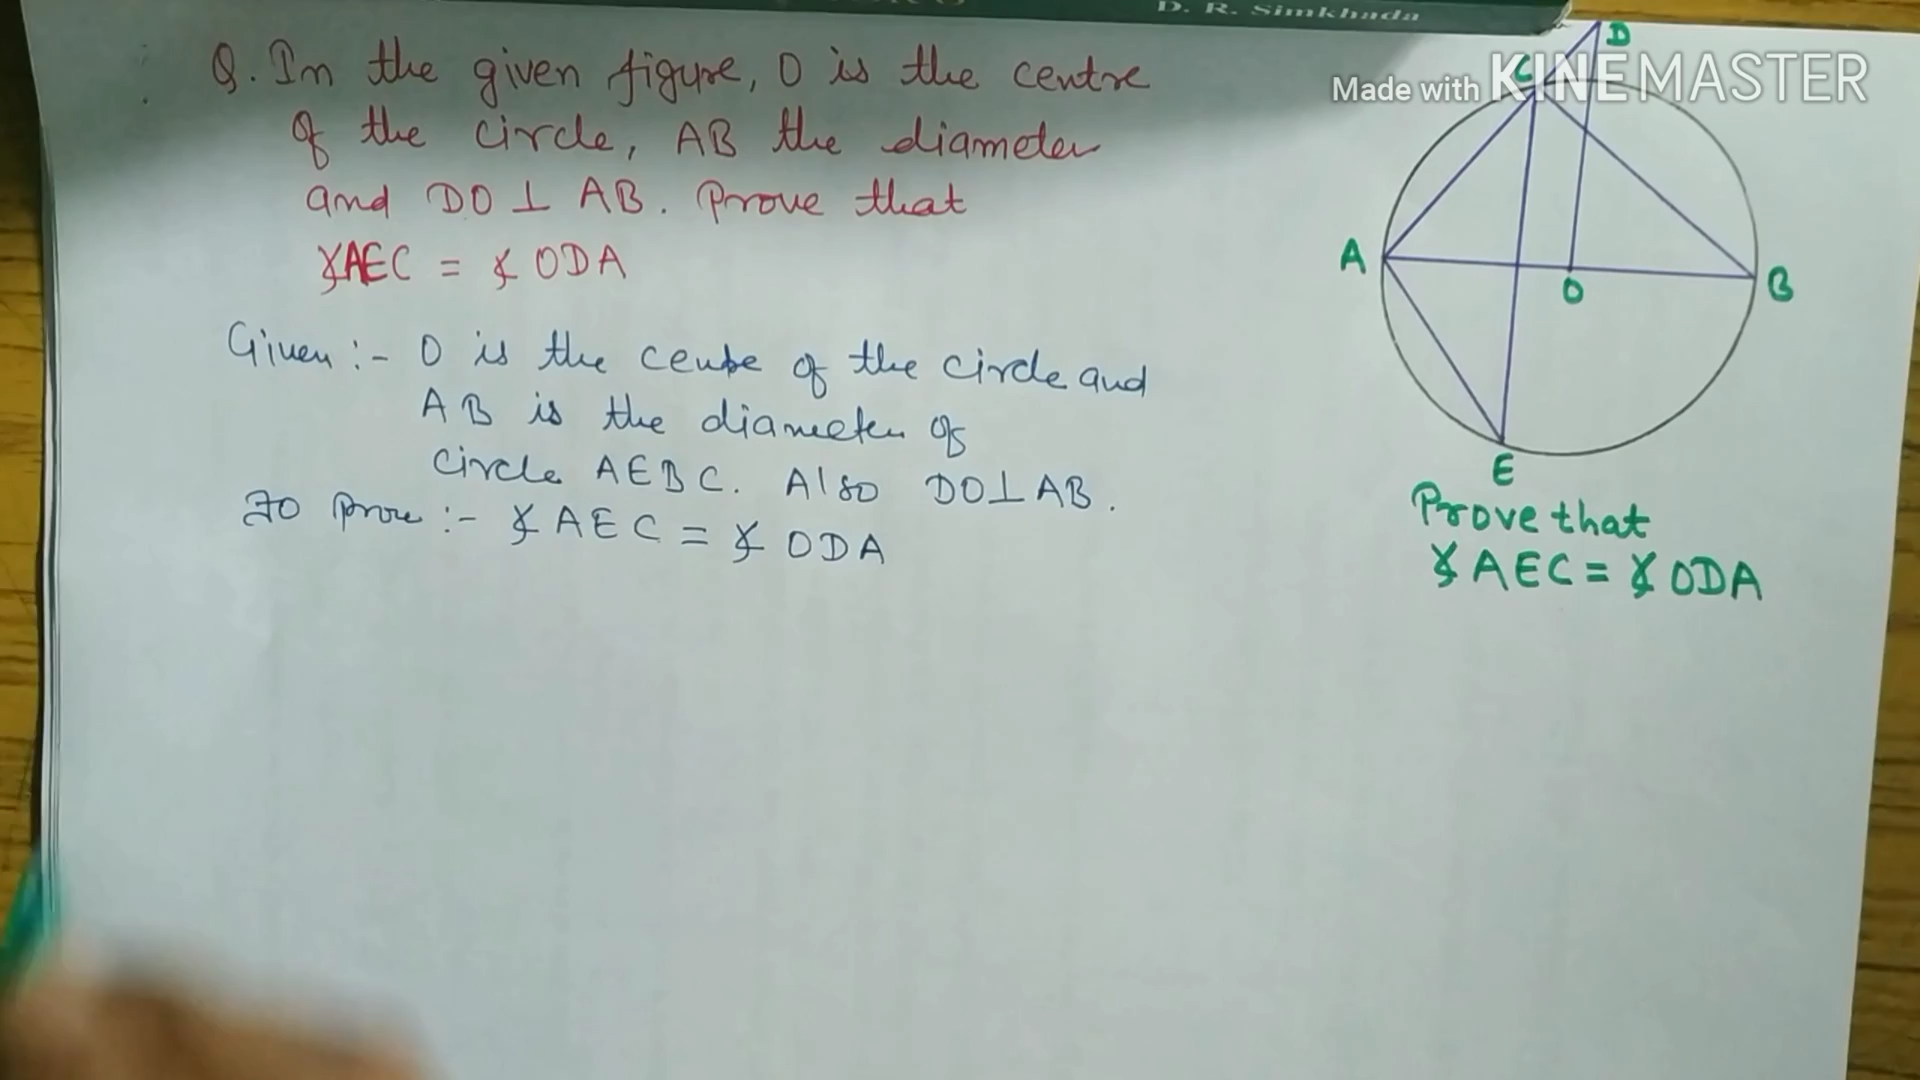 D. R. Simkhada
Made with KINEMASTER
Q. In the given figure, O is the centre
of the circle, AB the diameter
and DO ⊥ AB. Prove that
∡AEC = ∡ ODA
Given :- O is the centre of the circle and
AB is the diameter of
circle AEBC. Also DO⊥AB.
To prove :- ∡ AEC = ∡ ODA
D
C
A
O
B
E
Prove that
∡ AEC = ∡ ODA